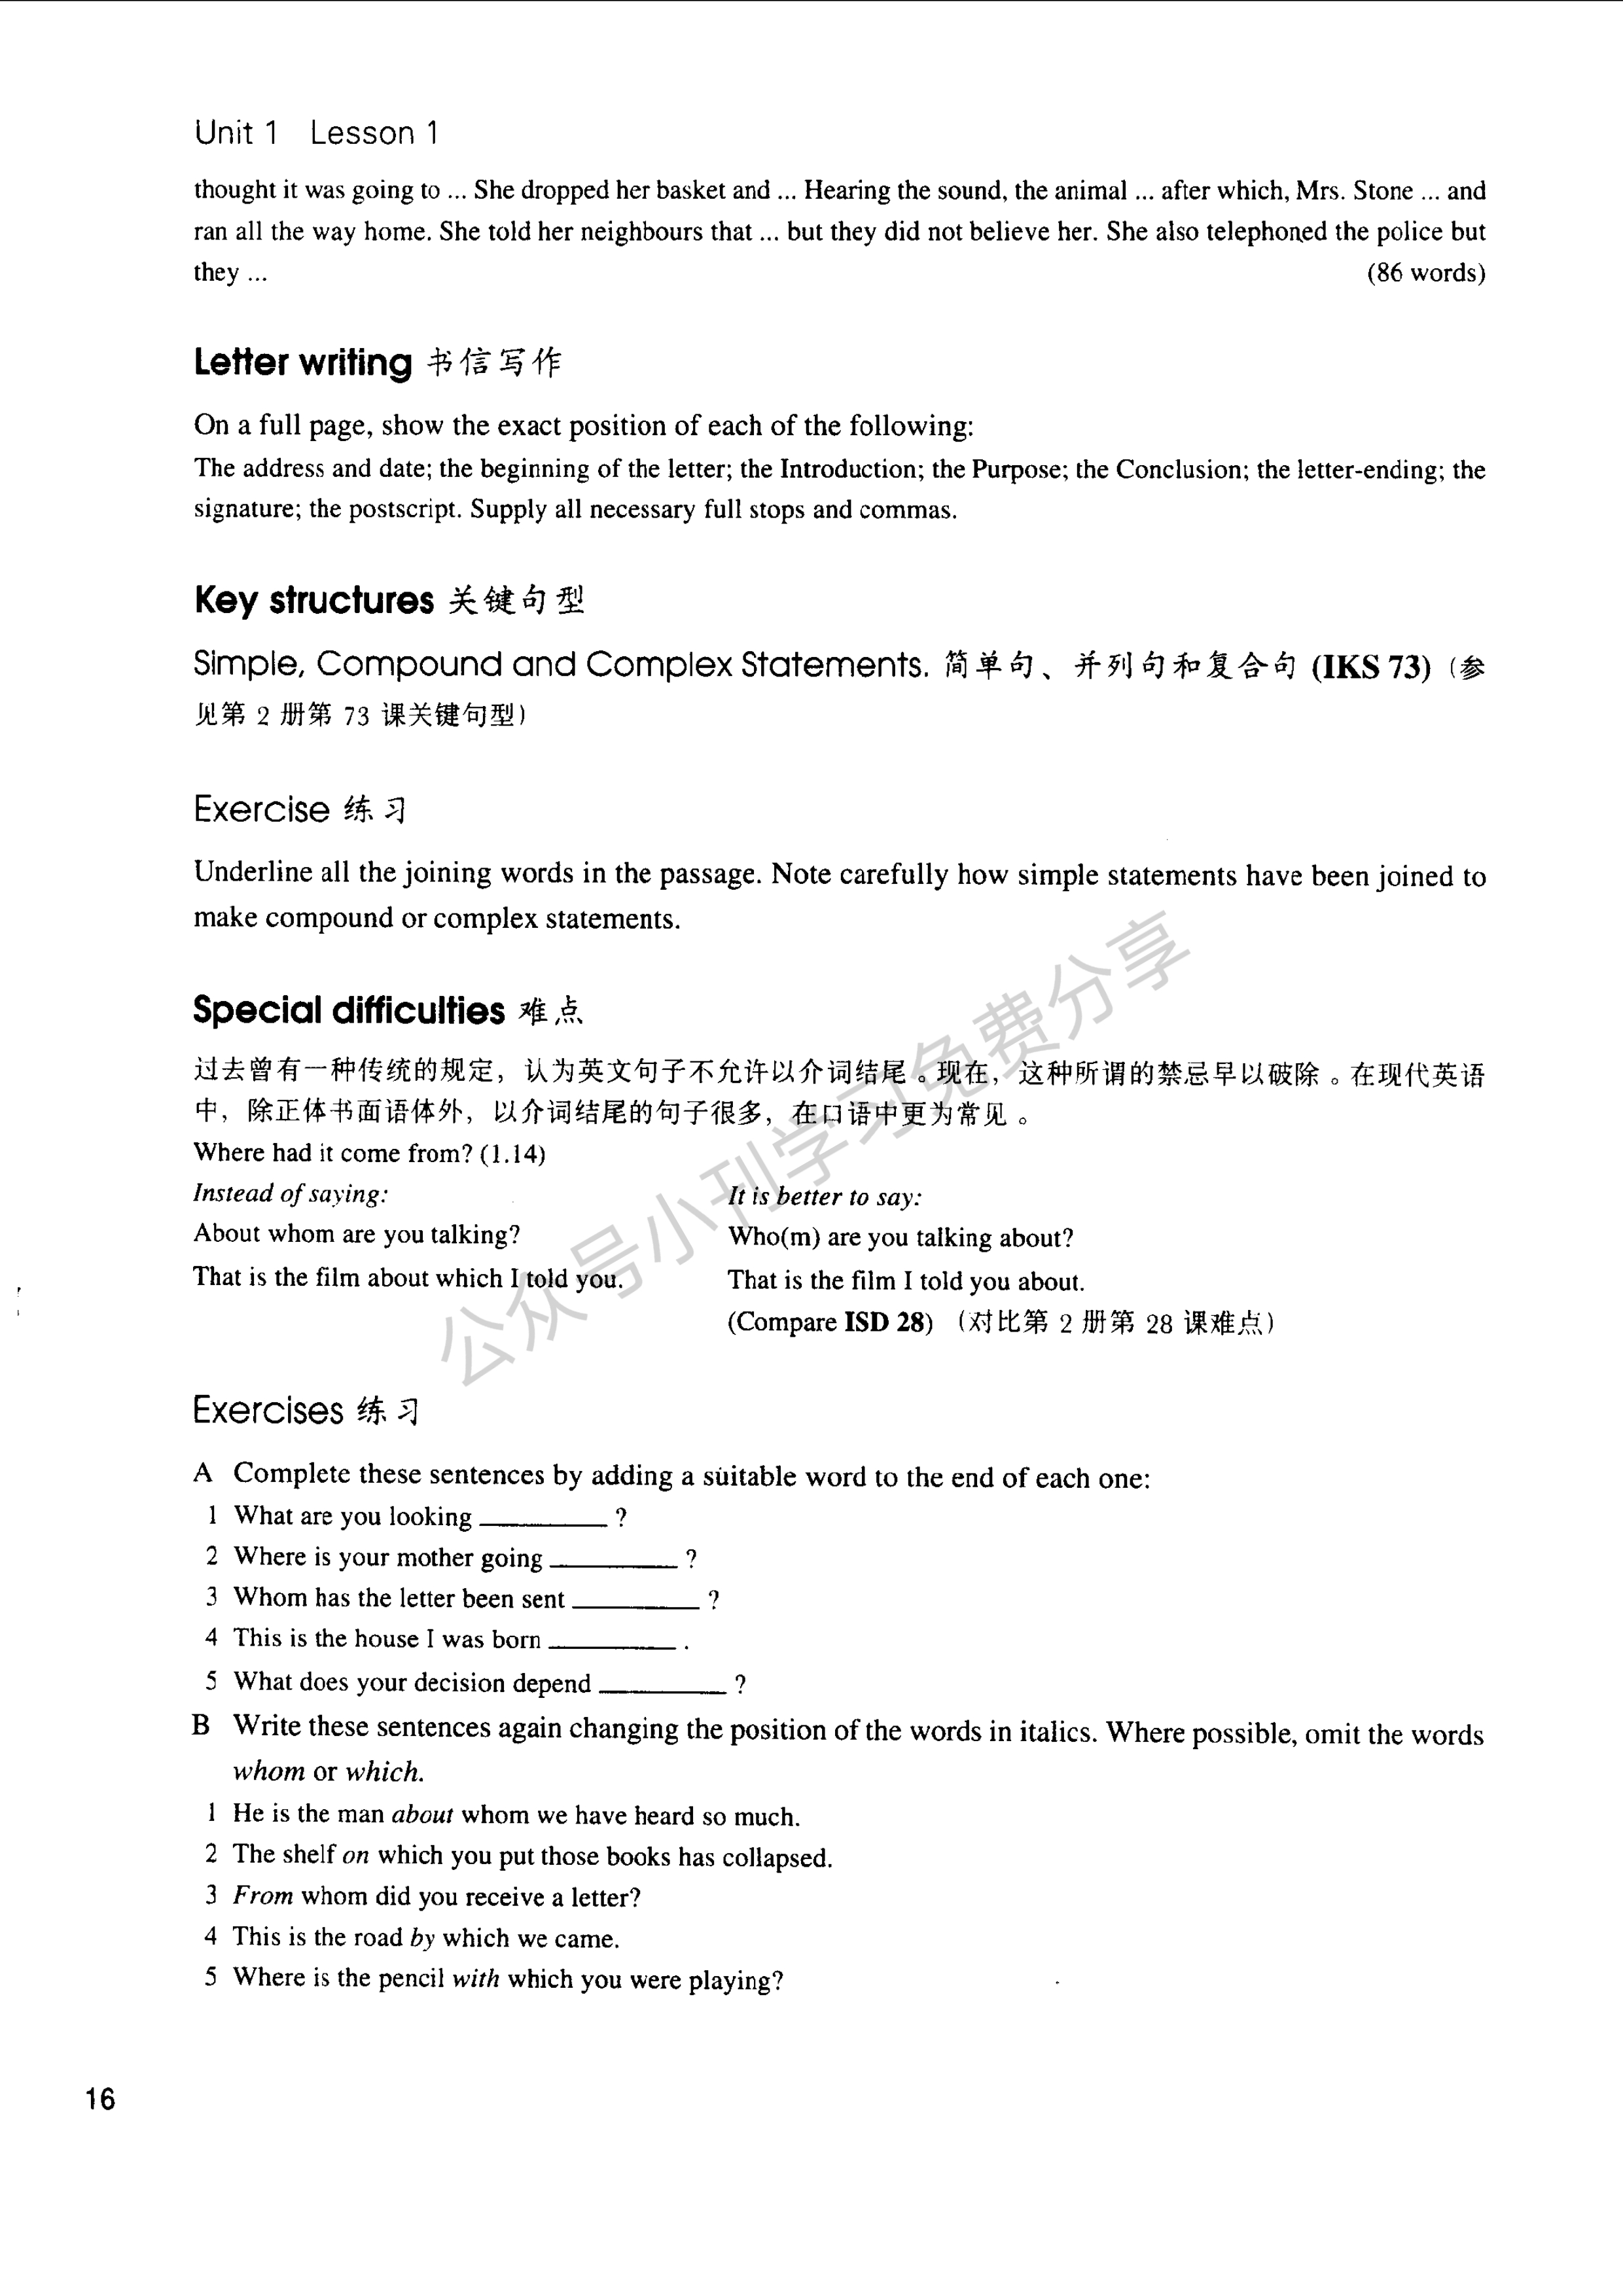 Unit 1 Lesson 1
thought it was going to ... She dropped her basket and ... Hearing the sound, the animal ... after which, Mrs. Stone ... and
ran all the way home. She told her neighbours that ... but they did not believe her. She also telephoned the police but
they ... (86 words)
Letter writing 书信写作
On a full page, show the exact position of each of the following:
The address and date; the beginning of the letter; the Introduction; the Purpose; the Conclusion; the letter-ending; the
signature; the postscript. Supply all necessary full stops and commas.
Key structures 关键句型
Simple, Compound and Complex Statements. 简单句、并列句和复合句 (IKS 73)（参
见第 2 册第 73 课关键句型）
Exercise 练习
Underline all the joining words in the passage. Note carefully how simple statements have been joined to
make compound or complex statements.
Special difficulties 难点
过去曾有一种传统的规定，认为英文句子不允许以介词结尾。现在，这种所谓的禁忌早以破除。在现代英语
中，除正体书面语体外，以介词结尾的句子很多，在口语中更为常见。
Where had it come from? (1.14)
Instead of saying: It is better to say:
About whom are you talking? Who(m) are you talking about?
That is the film about which I told you. That is the film I told you about.
(Compare ISD 28)（对比第 2 册第 28 课难点）
Exercises 练习
A Complete these sentences by adding a suitable word to the end of each one:
1 What are you looking ________ ?
2 Where is your mother going ________ ?
3 Whom has the letter been sent ________ ?
4 This is the house I was born ________ .
5 What does your decision depend ________ ?
B Write these sentences again changing the position of the words in italics. Where possible, omit the words
whom or which.
1 He is the man about whom we have heard so much.
2 The shelf on which you put those books has collapsed.
3 From whom did you receive a letter?
4 This is the road by which we came.
5 Where is the pencil with which you were playing?
16
公众号小刊学习免费分享